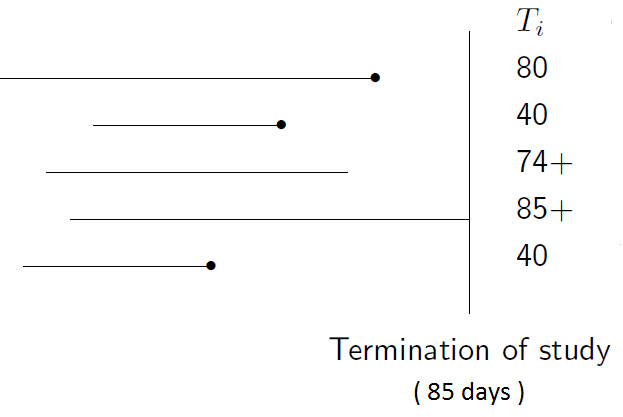 T_i
80
40
74+
85+
40
Termination of study
( 85 days )